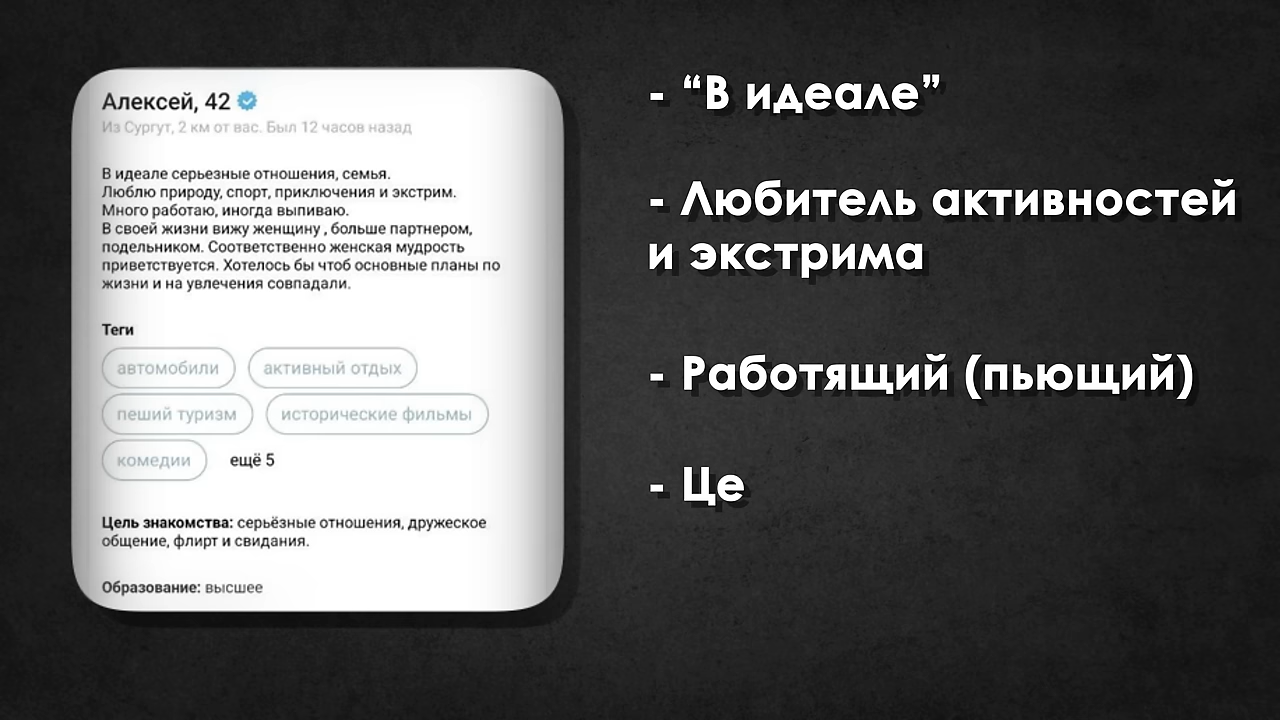 Алексей, 42
Из Сургут, 2 км от вас. Был 12 часов назад
В идеале серьезные отношения, семья.
Люблю природу, спорт, приключения и экстрим.
Много работаю, иногда выпиваю.
В своей жизни вижу женщину , больше партнером,
подельником. Соответственно женская мудрость
приветствуется. Хотелось бы чтоб основные планы по
жизни и на увлечения совпадали.
Теги
автомобили активный отдых
пеший туризм исторические фильмы
комедии ещё 5
Цель знакомства: серьёзные отношения, дружеское
общение, флирт и свидания.
Образование: высшее
- “В идеале”
- Любитель активностей
и экстрима
- Работящий (пьющий)
- Це